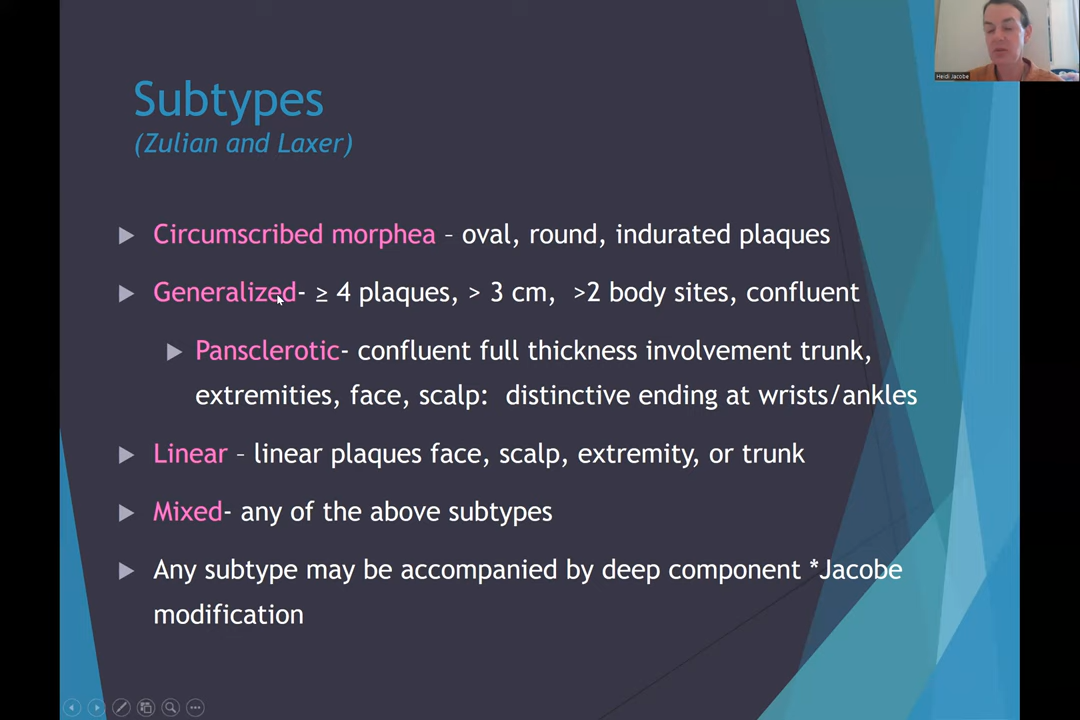 Heidi Jacobe
Subtypes
(Zulian and Laxer)
Circumscribed morphea – oval, round, indurated plaques
Generalized- ≥ 4 plaques, > 3 cm,  >2 body sites, confluent
Pansclerotic- confluent full thickness involvement trunk,
extremities, face, scalp:  distinctive ending at wrists/ankles
Linear – linear plaques face, scalp, extremity, or trunk
Mixed- any of the above subtypes
Any subtype may be accompanied by deep component *Jacobe
modification